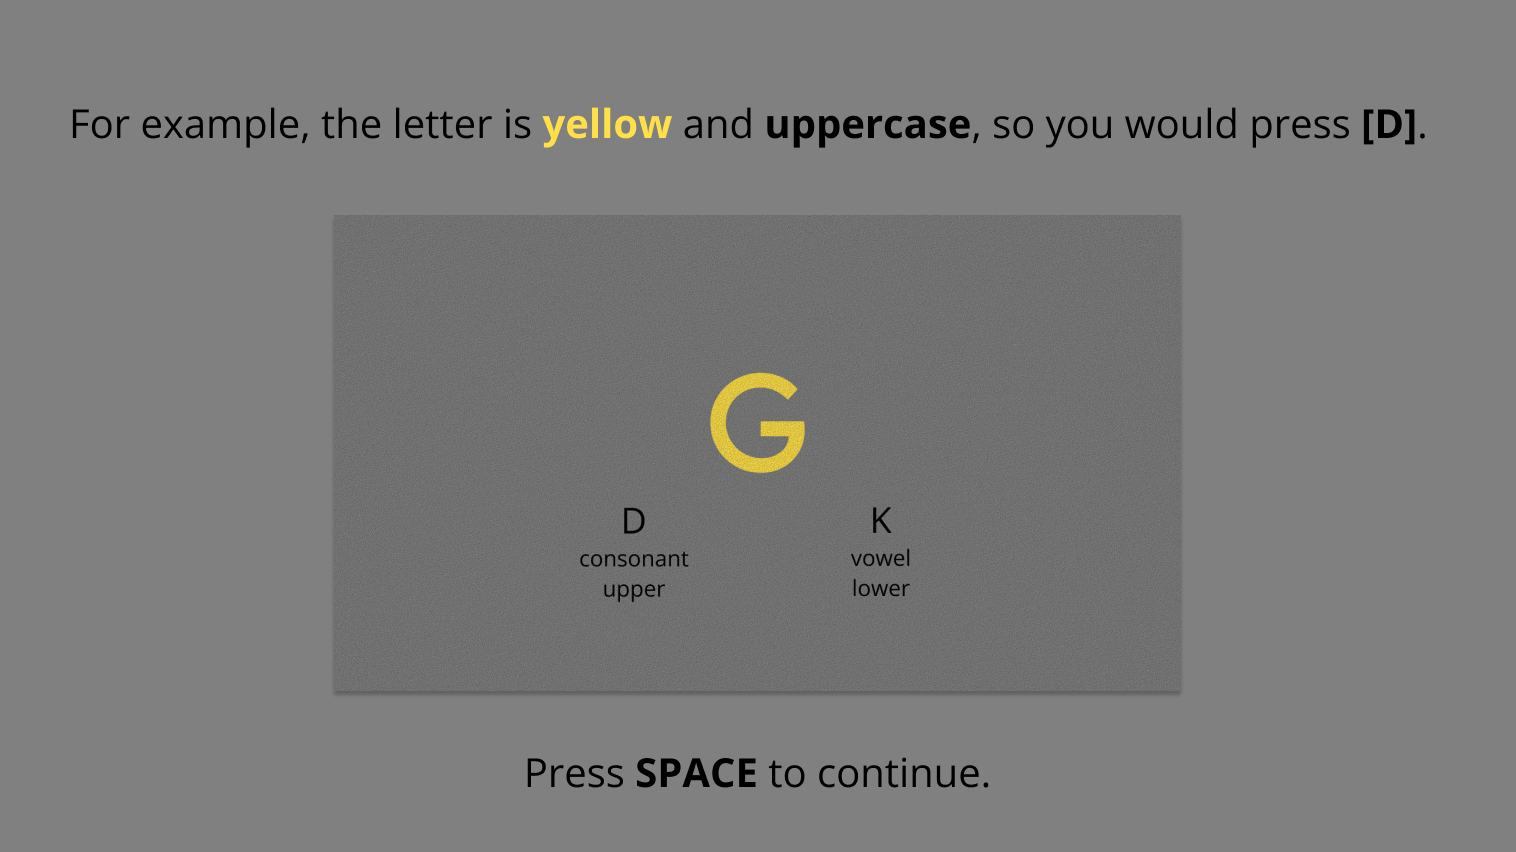 For example, the letter is yellow and uppercase, so you would press [D].
G
D K
consonant vowel
upper lower
Press SPACE to continue.